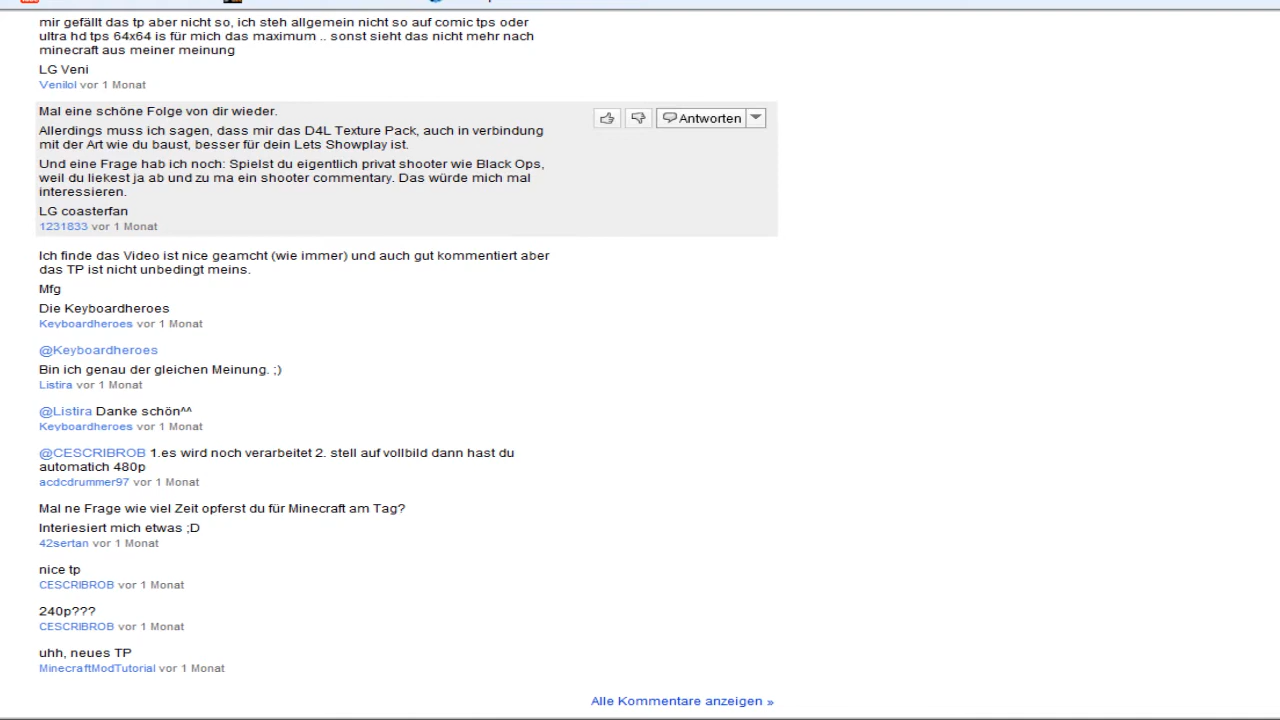 mir gefällt das tp aber nicht so, ich steh allgemein nicht so auf comic tps oder
ultra hd tps 64x64 is für mich das maximum .. sonst sieht das nicht mehr nach
minecraft aus meiner meinung
LG Veni
Venilol vor 1 Monat
Mal eine schöne Folge von dir wieder.
Antworten
Allerdings muss ich sagen, dass mir das D4L Texture Pack, auch in verbindung
mit der Art wie du baust, besser für dein Lets Showplay ist.
Und eine Frage hab ich noch: Spielst du eigentlich privat shooter wie Black Ops,
weil du liekest ja ab und zu ma ein shooter commentary. Das würde mich mal
interessieren.
LG coasterfan
1231833 vor 1 Monat
Ich finde das Video ist nice geamcht (wie immer) und auch gut kommentiert aber
das TP ist nicht unbedingt meins.
Mfg
Die Keyboardheroes
Keyboardheroes vor 1 Monat
@Keyboardheroes
Bin ich genau der gleichen Meinung. ;)
Listira vor 1 Monat
@Listira Danke schön^^
Keyboardheroes vor 1 Monat
@CESCRIBROB 1.es wird noch verarbeitet 2. stell auf vollbild dann hast du
automatich 480p
acdcdrummer97 vor 1 Monat
Mal ne Frage wie viel Zeit opferst du für Minecraft am Tag?
Interiesiert mich etwas ;D
42sertan vor 1 Monat
nice tp
CESCRIBROB vor 1 Monat
240p???
CESCRIBROB vor 1 Monat
uhh, neues TP
MinecraftModTutorial vor 1 Monat
Alle Kommentare anzeigen »